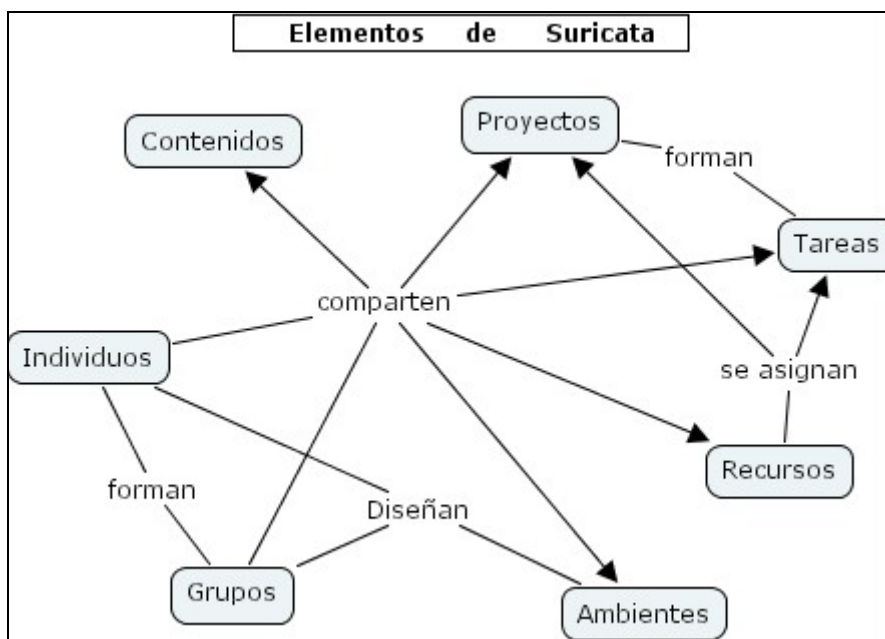 Elementos de Suricata
Proyectos
Contenidos
forman
Tareas
comparten
Individuos
se asignan
Recursos
forman
Diseñan
Grupos
Ambientes